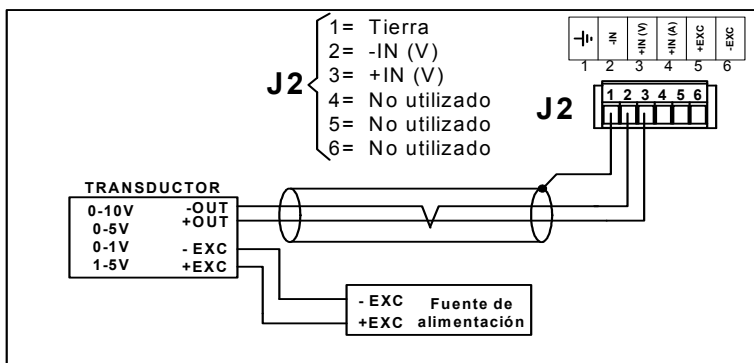 1= Tierra
2= -IN (V)
3= +IN (V)
4= No utilizado
5= No utilizado
6= No utilizado
J2
-IN
+IN (V)
+IN (A)
+EXC
-EXC
1 2 3 4 5 6
J2
1 2 3 4 5 6
TRANSDUCTOR
0-10V -OUT
0-5V +OUT
0-1V - EXC
1-5V +EXC
- EXC Fuente de
+EXC alimentación